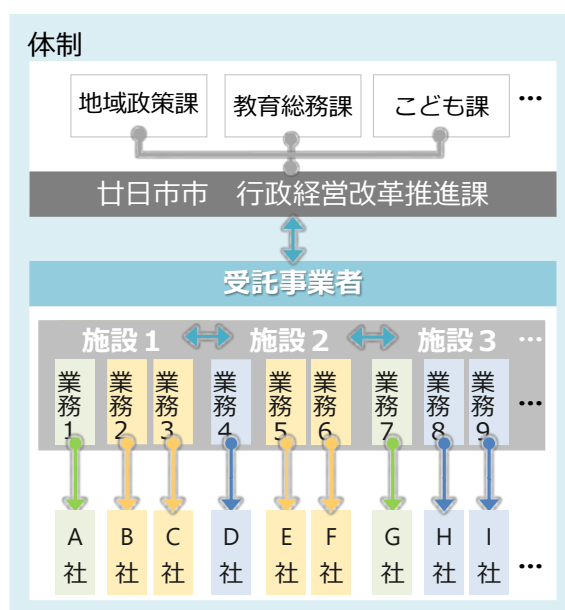 体制
地域政策課 教育総務課 こども課 …
廿日市市 行政経営改革推進課
受託事業者
施設１ 施設２ 施設３ …
業務1 業務2 業務3 業務4 業務5 業務6 業務7 業務8 業務9 …
A社 B社 C社 D社 E社 F社 G社 H社 I社 …